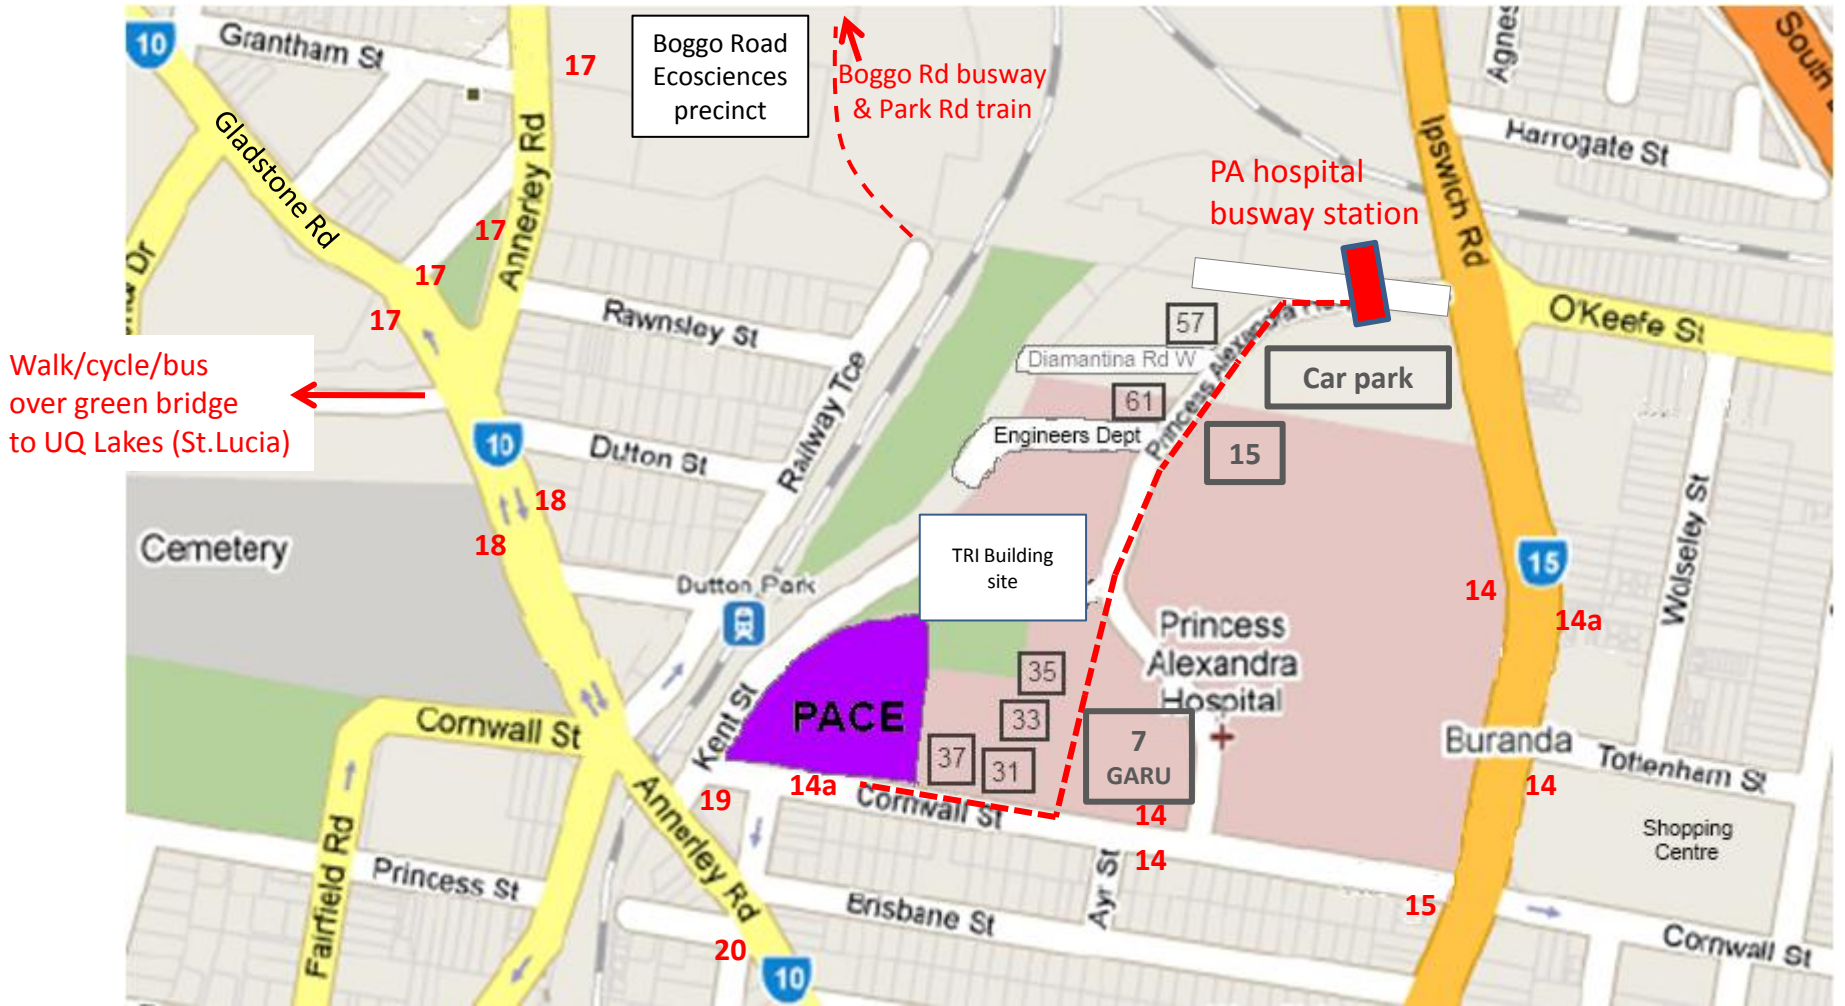 10
Grantham St
17
Boggo Road
Ecosciences
precinct
Boggo Rd busway
& Park Rd train
Agnes
South
Ipswich Rd
Harrogate St
Gladstone Rd
Annerley Rd
17
17
17
Dr
PA hospital
busway station
O'Keefe St
Rawnsley St
Railway Tce
57
Princess Alexandra
Diamantina Rd W
61
Car park
Walk/cycle/bus
over green bridge
to UQ Lakes (St.Lucia)
10
Dutton St
Engineers Dept
15
Wolseley St
18
18
Cemetery
TRI Building
site
15
14
14a
Dutton Park
Princess
Alexandra
Hospital
35
33
37
31
7
GARU
PACE
Kent St
Cornwall St
Buranda
Tottenham St
14
19
14a
Cornwall St
14
14
Ayr St
Shopping
Centre
Annerley Rd
Fairfield Rd
Princess St
Brisbane St
15
Cornwall St
20
10